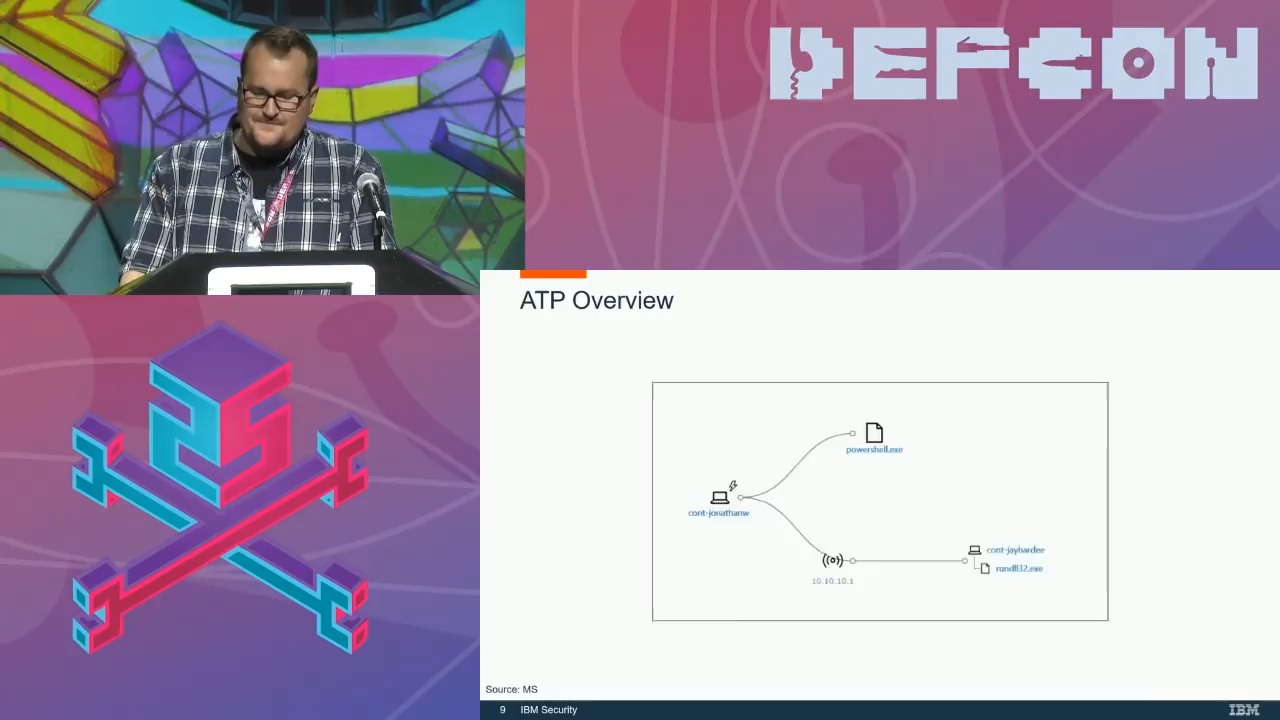 DEFCON
ATP Overview
powershell.exe
cont-jonathanw
10.10.10.1
cont-jaybardee
rundll32.exe
Source: MS
9 IBM Security
IBM